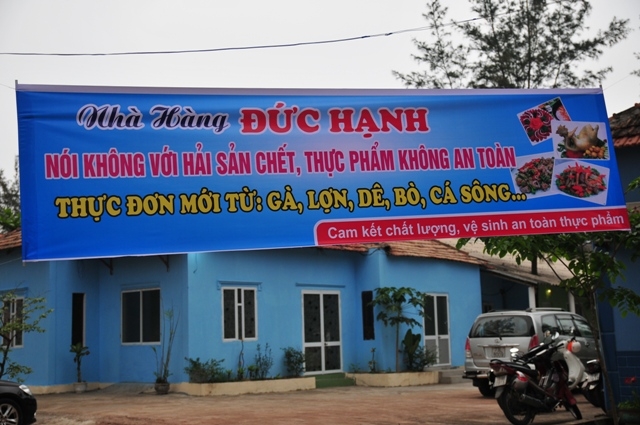 Nhà Hàng ĐỨC HẠNH
NÓI KHÔNG VỚI HẢI SẢN CHẾT, THỰC PHẨM KHÔNG AN TOÀN
THỰC ĐƠN MỚI TỪ: GÀ, LỢN, DÊ, BÒ, CÁ SÔNG...
Cam kết chất lượng, vệ sinh an toàn thực phẩm